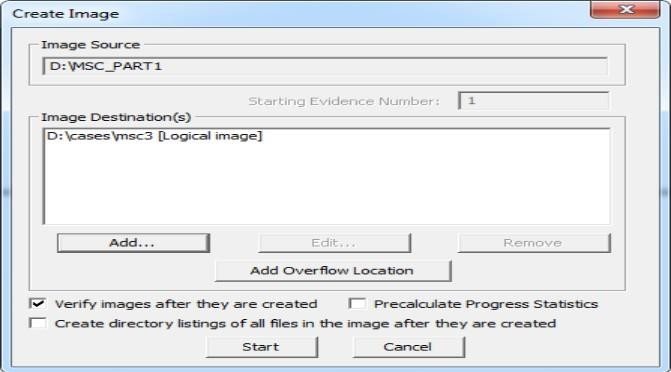 Create Image
Image Source
D:\MSC_PART1
Starting Evidence Number: 1
Image Destination(s)
D:\cases\msc3 [Logical image]
Add... Edit... Remove
Add Overflow Location
Verify images after they are created Precalculate Progress Statistics
Create directory listings of all files in the image after they are created
Start Cancel